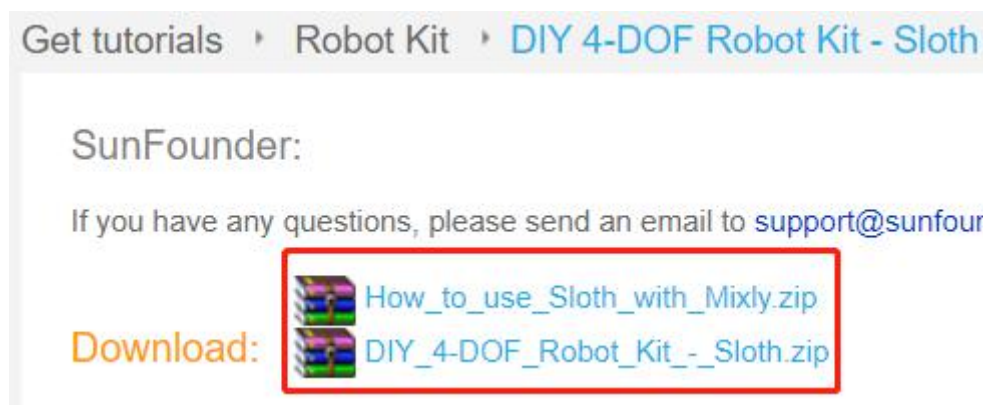 Get tutorials ‣ Robot Kit ‣ DIY 4-DOF Robot Kit - Sloth
SunFounder:
If you have any questions, please send an email to support@sunfour
How_to_use_Sloth_with_Mixly.zip
Download:
DIY_4-DOF_Robot_Kit_-_Sloth.zip